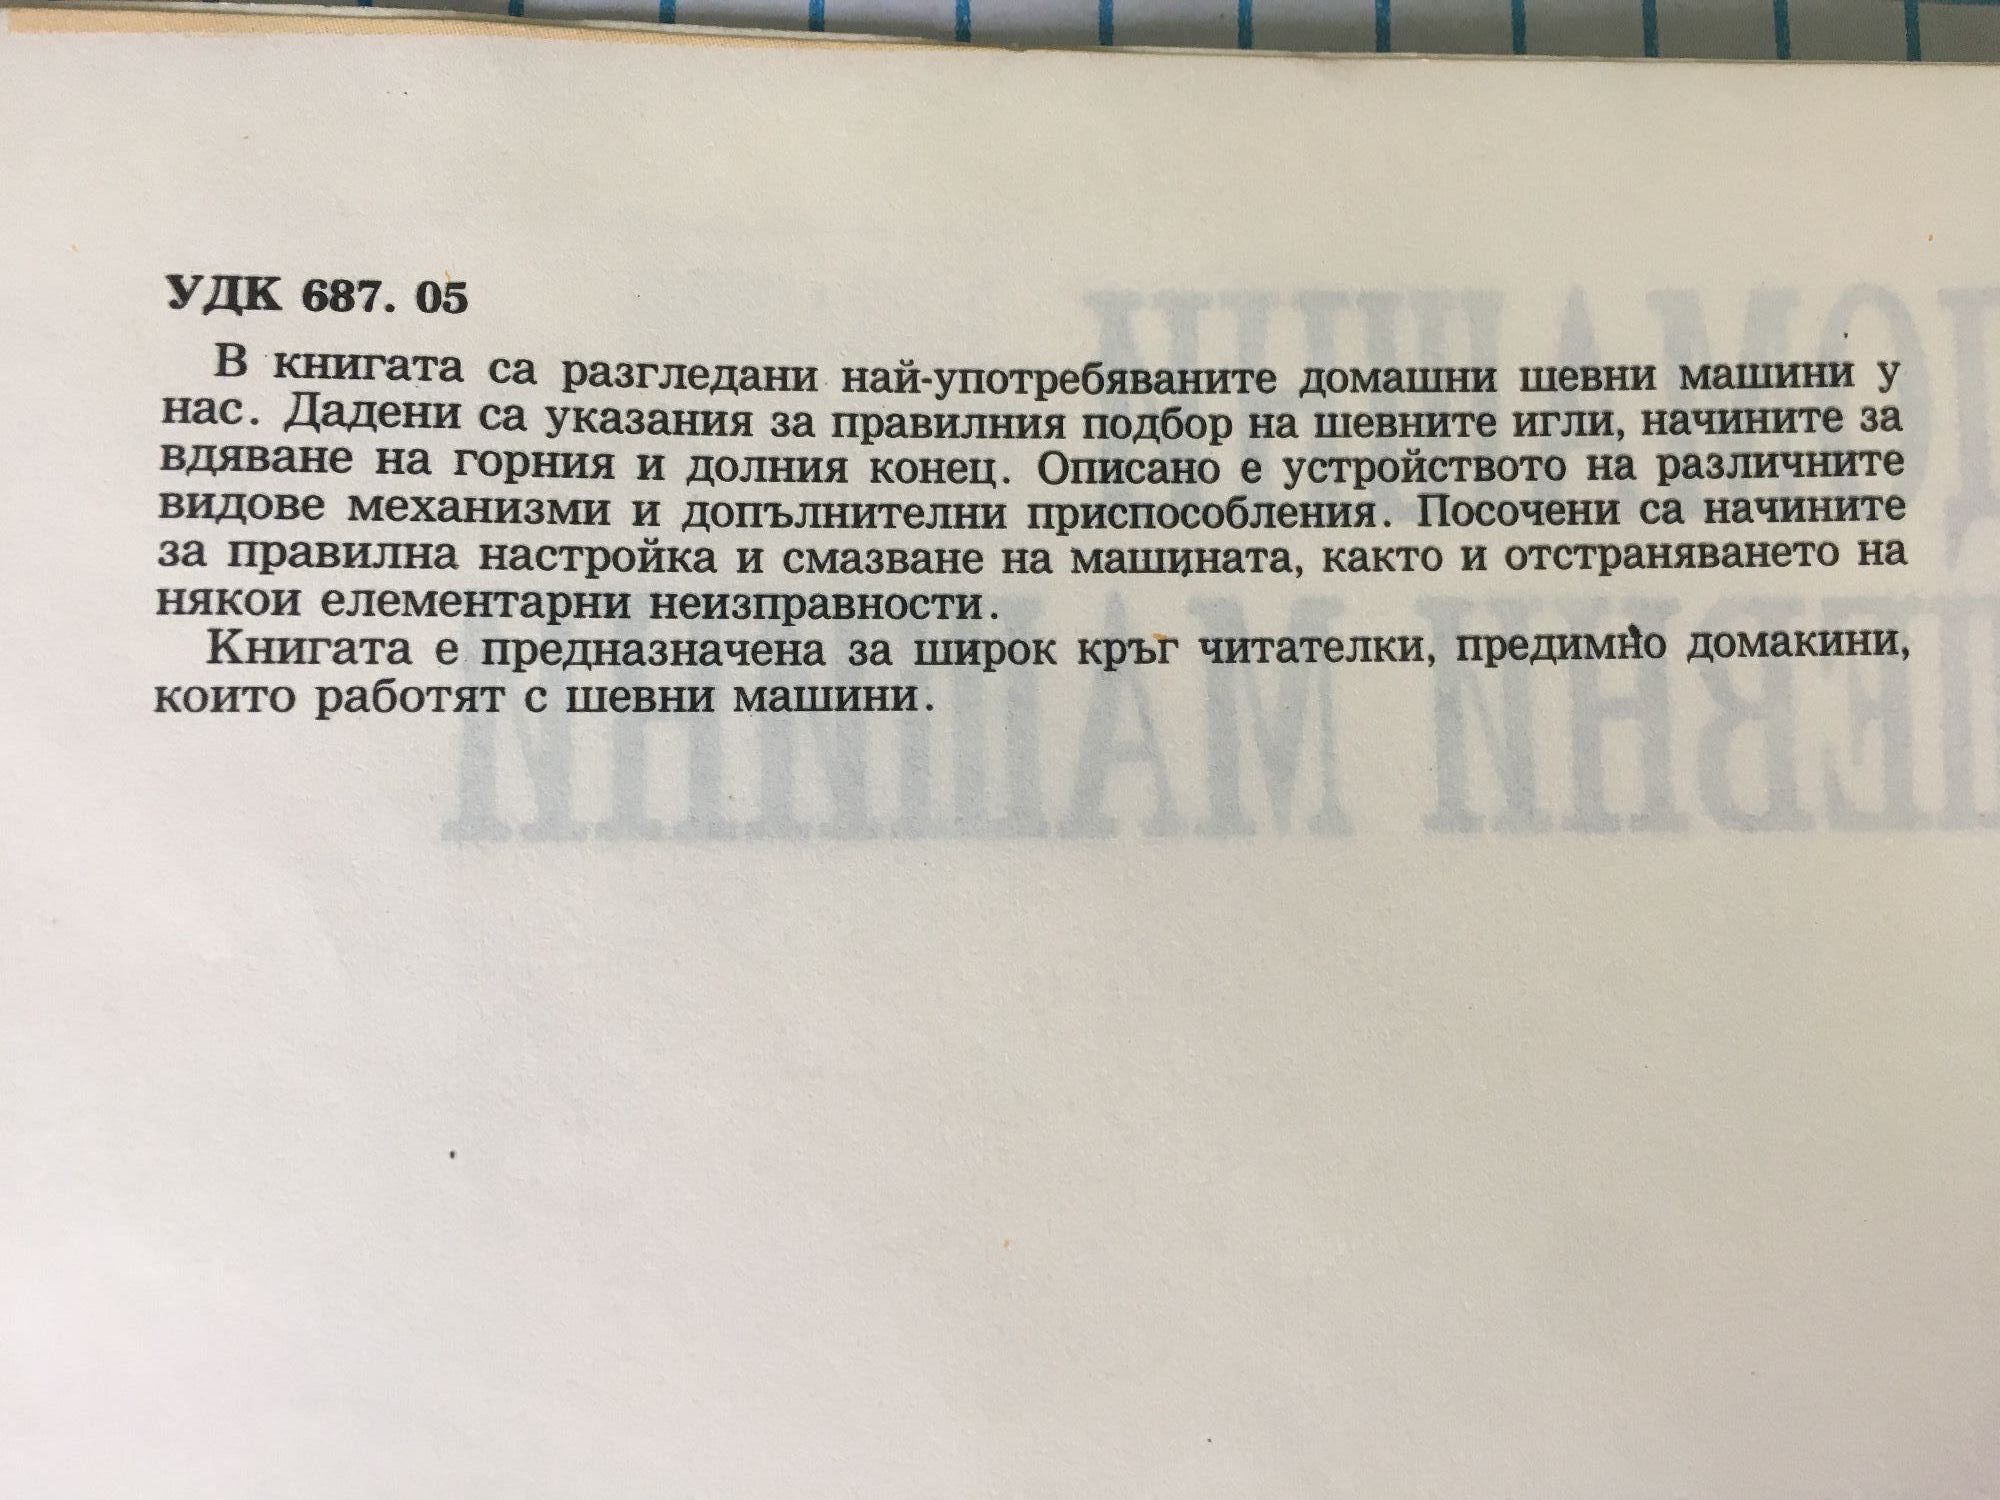 УДК 687. 05
В книгата са разгледани най-употребяваните домашни шевни машини у
нас. Дадени са указания за правилния подбор на шевните игли, начините за
вдяване на горния и долния конец. Описано е устройството на различните
видове механизми и допълнителни приспособления. Посочени са начините
за правилна настройка и смазване на машината, както и отстраняването на
някои елементарни неизправности.
Книгата е предназначена за широк кръг читателки, предимно домакини,
които работят с шевни машини.